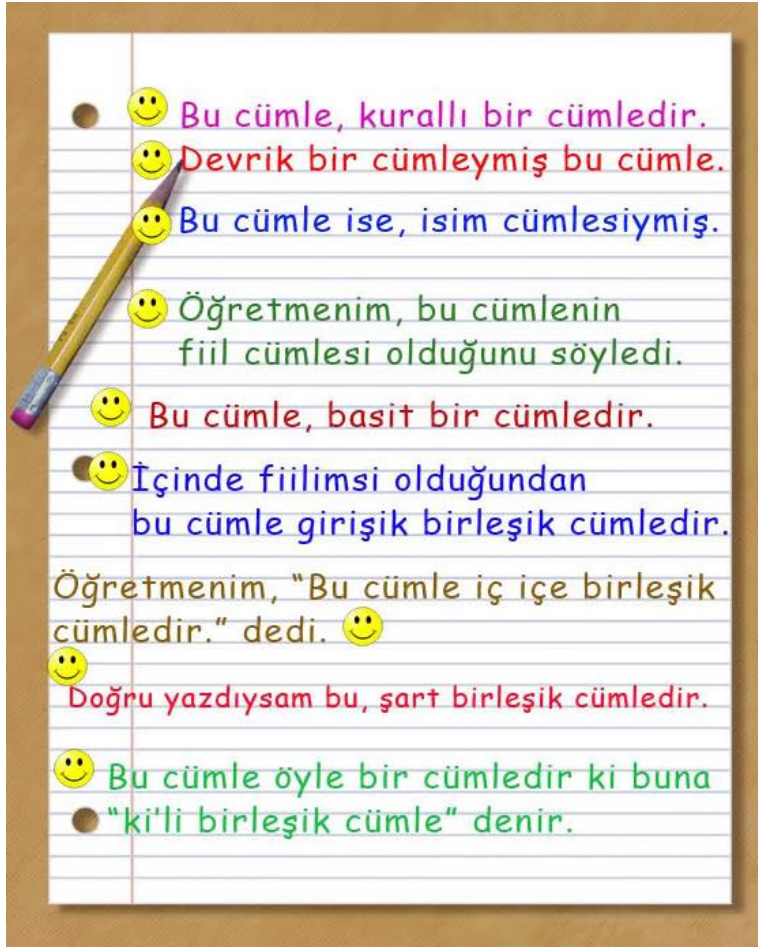 Bu cümle, kurallı bir cümledir.
Devrik bir cümleymiş bu cümle.
Bu cümle ise, isim cümlesiymiş.
Öğretmenim, bu cümlenin
fiil cümlesi olduğunu söyledi.
Bu cümle, basit bir cümledir.
İçinde fiilimsi olduğundan
bu cümle girişik birleşik cümledir.
Öğretmenim, “Bu cümle iç içe birleşik
cümledir.” dedi.
Doğru yazdıysam bu, şart birleşik cümledir.
Bu cümle öyle bir cümledir ki buna
“ki'li birleşik cümle” denir.